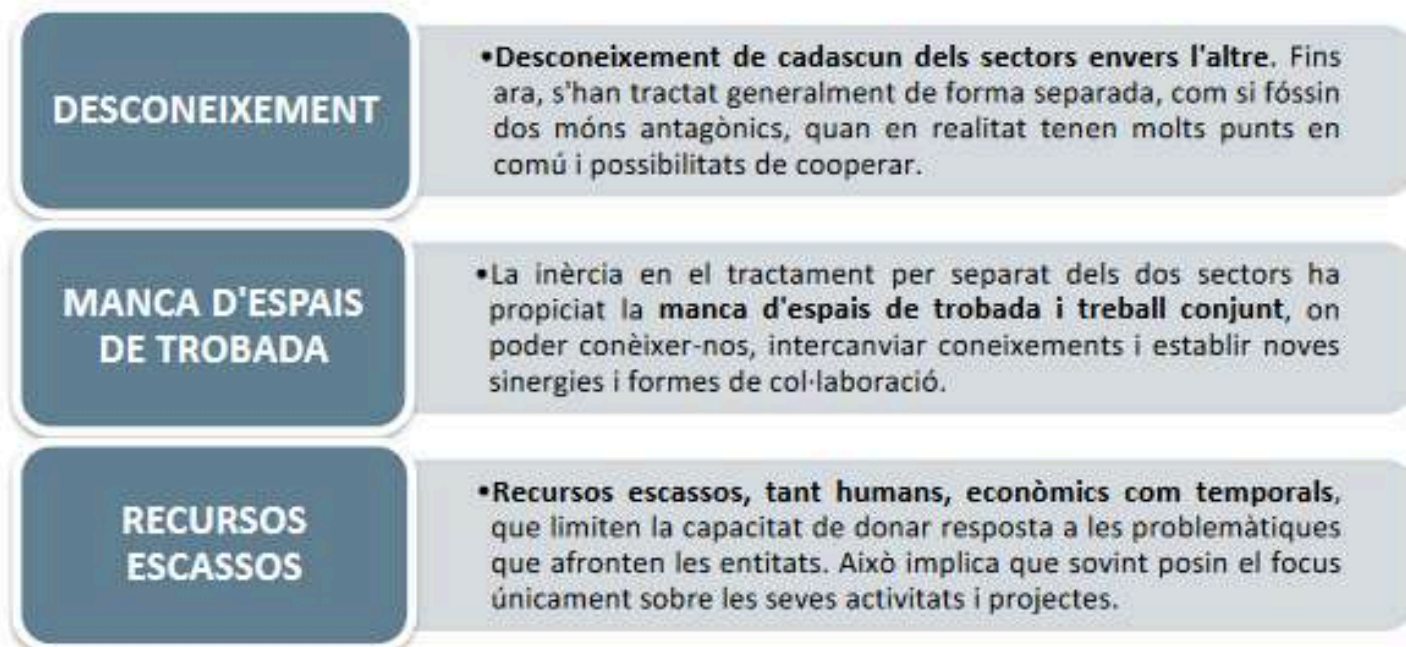 DESCONEIXEMENT
•Desconeixement de cadascun dels sectors envers l'altre. Fins
ara, s'han tractat generalment de forma separada, com si fóssin
dos móns antagònics, quan en realitat tenen molts punts en
comú i possibilitats de cooperar.
MANCA D'ESPAIS
DE TROBADA
•La inèrcia en el tractament per separat dels dos sectors ha
propiciat la manca d'espais de trobada i treball conjunt, on
poder conèixer-nos, intercanviar coneixements i establir noves
sinergies i formes de col·laboració.
RECURSOS
ESCASSOS
•Recursos escassos, tant humans, econòmics com temporals,
que limiten la capacitat de donar resposta a les problemàtiques
que afronten les entitats. Això implica que sovint posin el focus
únicament sobre les seves activitats i projectes.